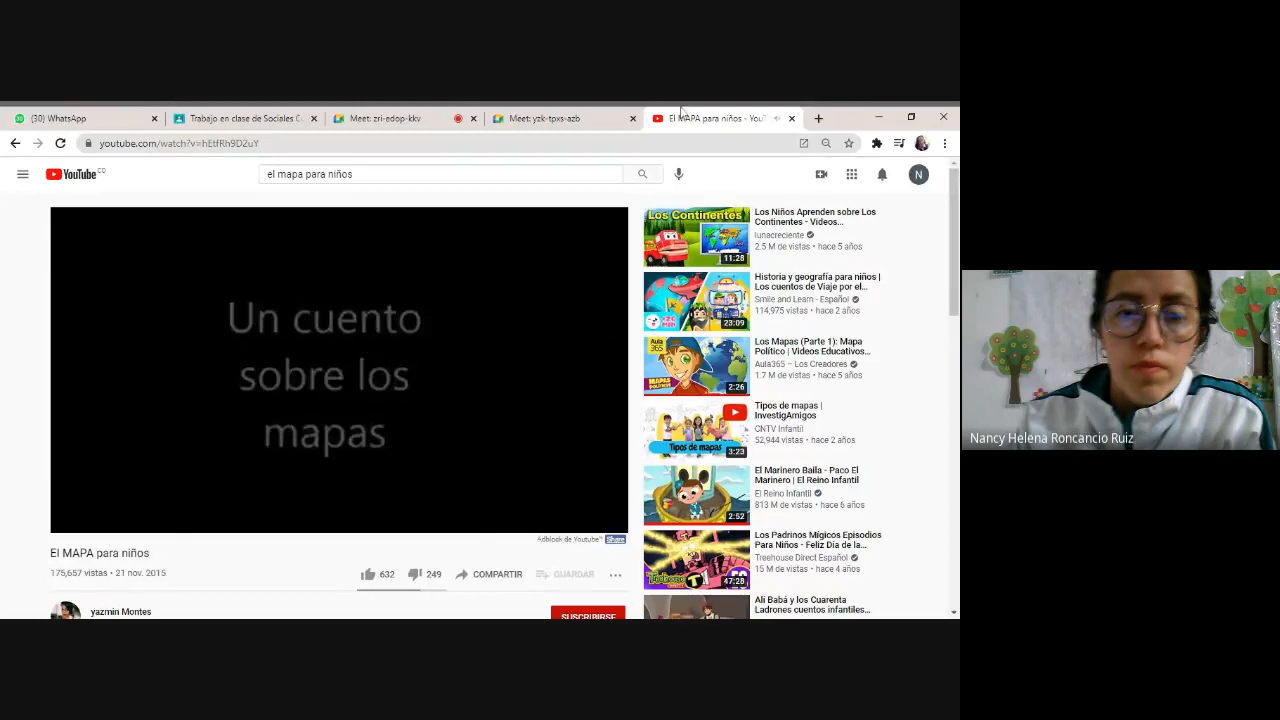 (30) WhatsApp
Trabajo en clase de Sociales C
Meet: zri-edop-kkv
Meet: yzk-tpxs-azb
El MAPA para niños - YouT
youtube.com/watch?v=hEtfRh9D2uY
YouTube CO
el mapa para niños
N
Un cuento
sobre los
mapas
Adblock de Youtube™
El MAPA para niños
175,657 vistas • 21 nov. 2015
632
249
COMPARTIR
GUARDAR
yazmin Montes
SUSCRIBIRSE
Los Continentes
11:28
Los Niños Aprenden sobre Los
Continentes - Videos...
lunacreciente
2.5 M de vistas • hace 5 años
23:09
Historia y geografía para niños |
Los cuentos de Viaje por el...
Smile and Learn - Español
114,975 vistas • hace 2 años
Aula
365
MAPAS POLÍTICOS
2:26
Los Mapas (Parte 1): Mapa
Político | Videos Educativos...
Aula365 – Los Creadores
1.7 M de vistas • hace 5 años
Tipos de mapas
3:23
Tipos de mapas |
InvestigAmigos
CNTV Infantil
52,944 vistas • hace 2 años
2:52
El Marinero Baila - Paco El
Marinero | El Reino Infantil
El Reino Infantil
813 M de vistas • hace 6 años
47:28
Los Padrinos Mígicos Episodios
Para Niños - Feliz Día de la...
Treehouse Direct Español
15 M de vistas • hace 4 años
Ali Babá y los Cuarenta
Ladrones cuentos infantiles...
Nancy Helena Roncancio Ruiz